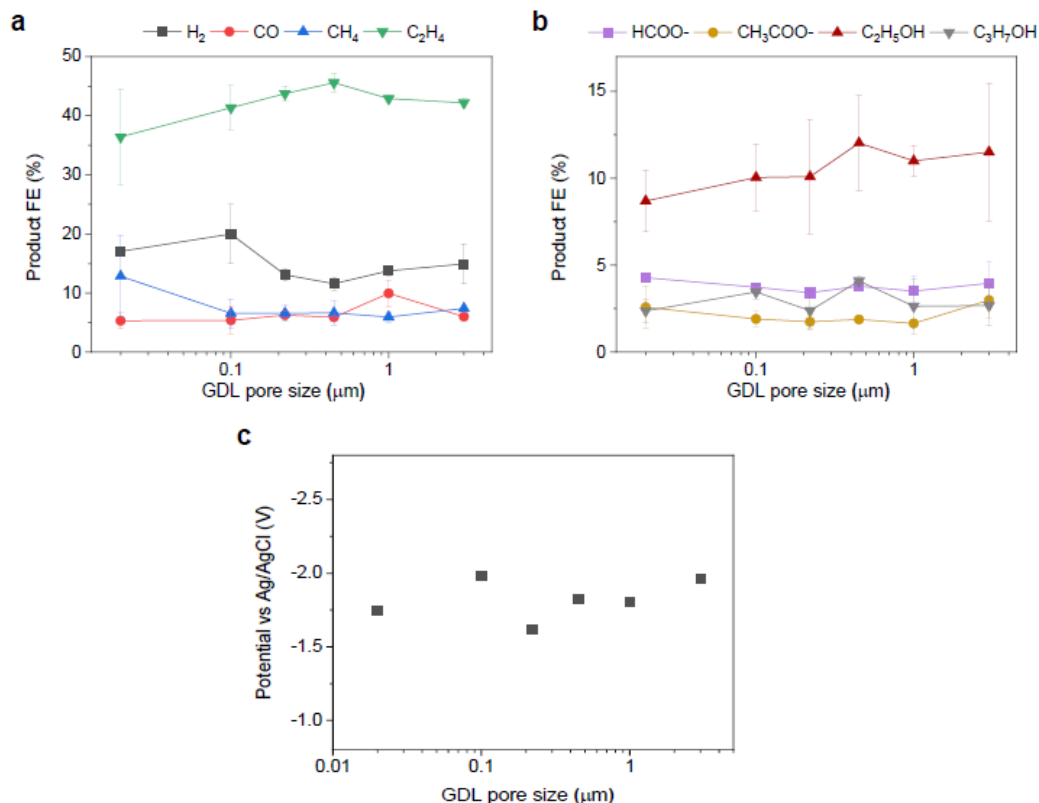 a
H₂ CO CH₄ C₂H₄
50
40
30
20
10
0
Product FE (%)
0.1 1
GDL pore size (μm)
b
HCOO- CH₃COO- C₂H₅OH C₃H₇OH
15
10
5
0
Product FE (%)
0.1 1
GDL pore size (μm)
c
-2.5
-2.0
-1.5
-1.0
Potential vs Ag/AgCl (V)
0.01 0.1 1
GDL pore size (μm)